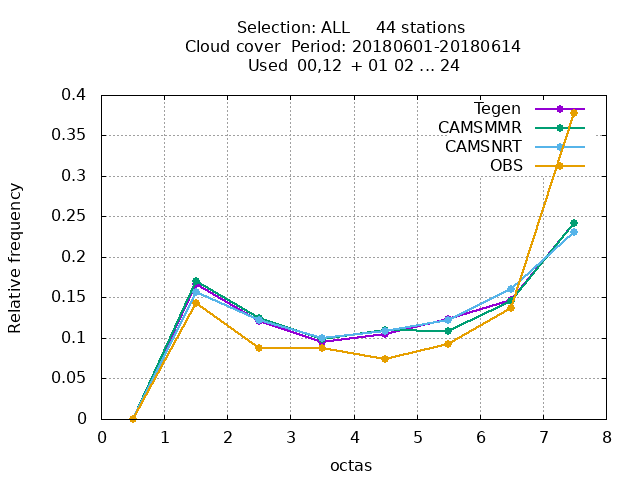 Selection: ALL 44 stations
Cloud cover Period: 20180601-20180614
Used 00,12 + 01 02 ... 24
Tegen
CAMSMMR
CAMSNRT
OBS
0.4
0.35
0.3
0.25
0.2
0.15
0.1
0.05
0
Relative frequency
0 1 2 3 4 5 6 7 8
octas